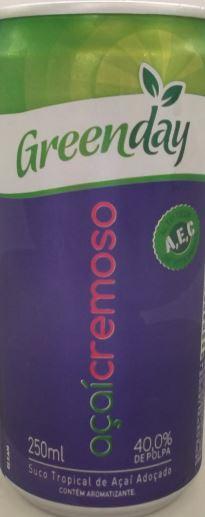 Greenday
A,E,C
açaícremoso
250ml
40,0%
DE POLPA
Suco Tropical de Açaí Adoçado
CONTÉM AROMATIZANTE.